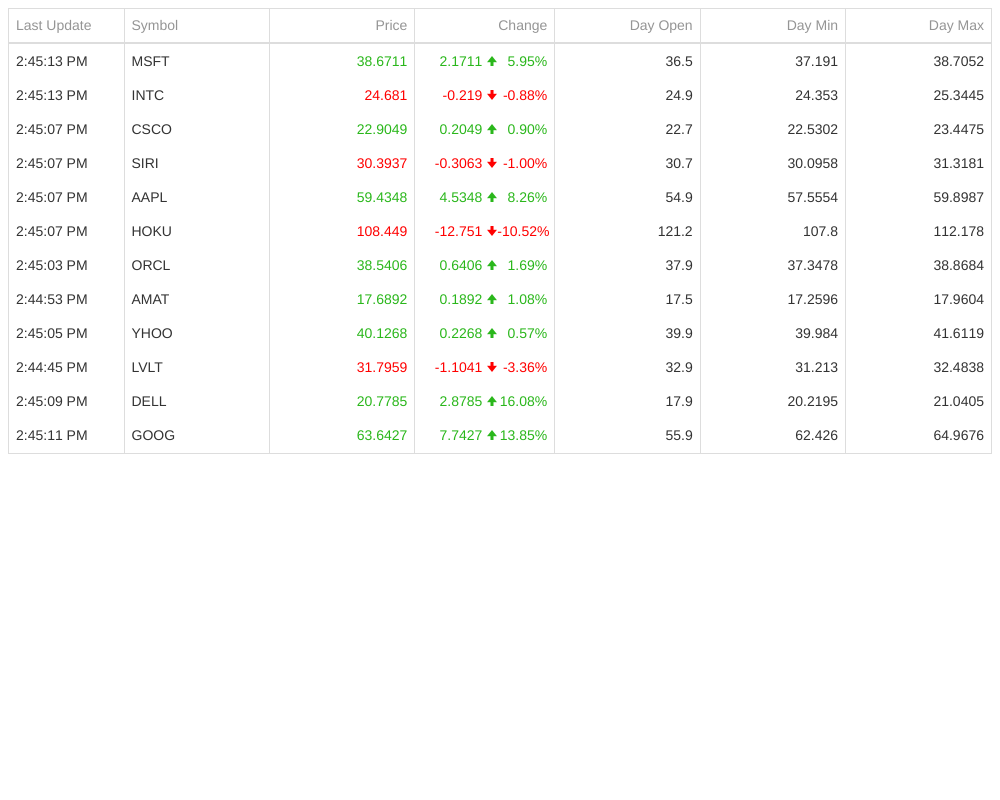 Last Update Symbol Price Change Day Open Day Min Day Max
2:45:13 PM MSFT 38.6711 2.1711 5.95% 36.5 37.191 38.7052
2:45:13 PM INTC 24.681 -0.219 -0.88% 24.9 24.353 25.3445
2:45:07 PM CSCO 22.9049 0.2049 0.90% 22.7 22.5302 23.4475
2:45:07 PM SIRI 30.3937 -0.3063 -1.00% 30.7 30.0958 31.3181
2:45:07 PM AAPL 59.4348 4.5348 8.26% 54.9 57.5554 59.8987
2:45:07 PM HOKU 108.449 -12.751 -10.52% 121.2 107.8 112.178
2:45:03 PM ORCL 38.5406 0.6406 1.69% 37.9 37.3478 38.8684
2:44:53 PM AMAT 17.6892 0.1892 1.08% 17.5 17.2596 17.9604
2:45:05 PM YHOO 40.1268 0.2268 0.57% 39.9 39.984 41.6119
2:44:45 PM LVLT 31.7959 -1.1041 -3.36% 32.9 31.213 32.4838
2:45:09 PM DELL 20.7785 2.8785 16.08% 17.9 20.2195 21.0405
2:45:11 PM GOOG 63.6427 7.7427 13.85% 55.9 62.426 64.9676